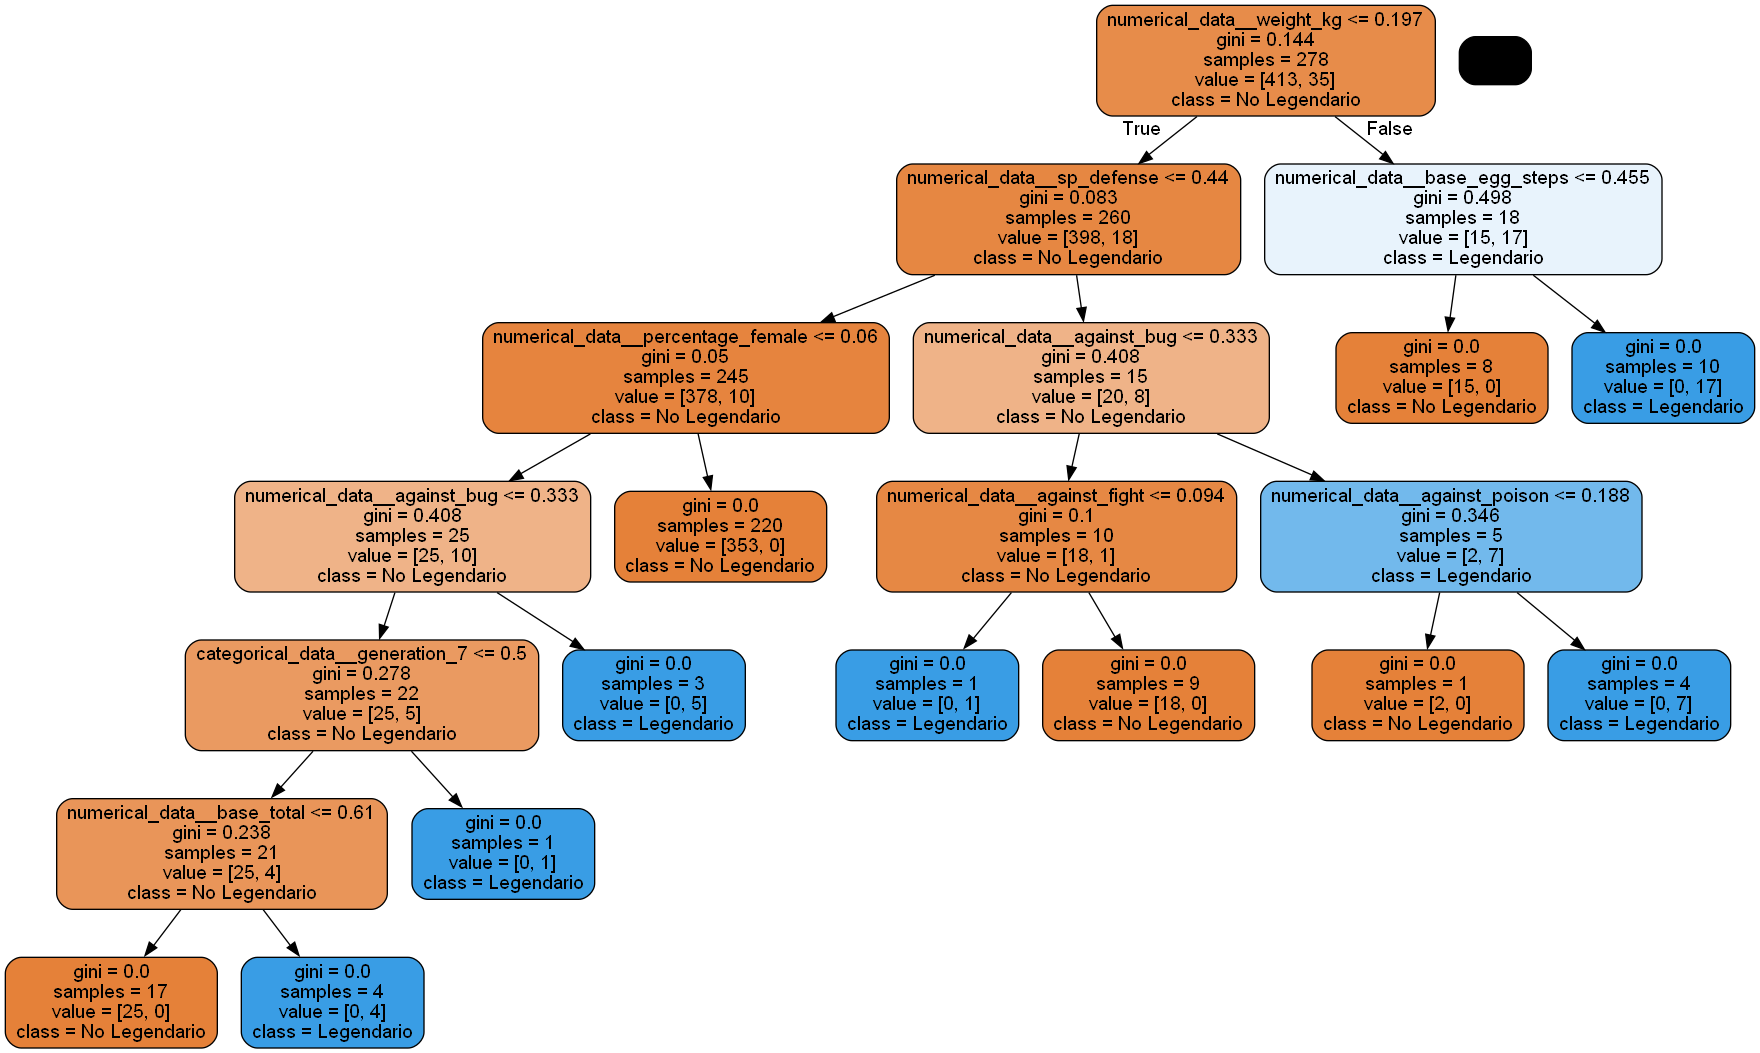 numerical_data__weight_kg <= 0.197
gini = 0.144
samples = 278
value = [413, 35]
class = No Legendario
True
False
numerical_data__sp_defense <= 0.44
gini = 0.083
samples = 260
value = [398, 18]
class = No Legendario
numerical_data__base_egg_steps <= 0.455
gini = 0.498
samples = 18
value = [15, 17]
class = Legendario
numerical_data__percentage_female <= 0.06
gini = 0.05
samples = 245
value = [378, 10]
class = No Legendario
numerical_data__against_bug <= 0.333
gini = 0.408
samples = 15
value = [20, 8]
class = No Legendario
gini = 0.0
samples = 8
value = [15, 0]
class = No Legendario
gini = 0.0
samples = 10
value = [0, 17]
class = Legendario
numerical_data__against_bug <= 0.333
gini = 0.408
samples = 25
value = [25, 10]
class = No Legendario
gini = 0.0
samples = 220
value = [353, 0]
class = No Legendario
numerical_data__against_fight <= 0.094
gini = 0.1
samples = 10
value = [18, 1]
class = No Legendario
numerical_data__against_poison <= 0.188
gini = 0.346
samples = 5
value = [2, 7]
class = Legendario
categorical_data__generation_7 <= 0.5
gini = 0.278
samples = 22
value = [25, 5]
class = No Legendario
gini = 0.0
samples = 3
value = [0, 5]
class = Legendario
gini = 0.0
samples = 1
value = [0, 1]
class = Legendario
gini = 0.0
samples = 9
value = [18, 0]
class = No Legendario
gini = 0.0
samples = 1
value = [2, 0]
class = No Legendario
gini = 0.0
samples = 4
value = [0, 7]
class = Legendario
numerical_data__base_total <= 0.61
gini = 0.238
samples = 21
value = [25, 4]
class = No Legendario
gini = 0.0
samples = 1
value = [0, 1]
class = Legendario
gini = 0.0
samples = 17
value = [25, 0]
class = No Legendario
gini = 0.0
samples = 4
value = [0, 4]
class = Legendario